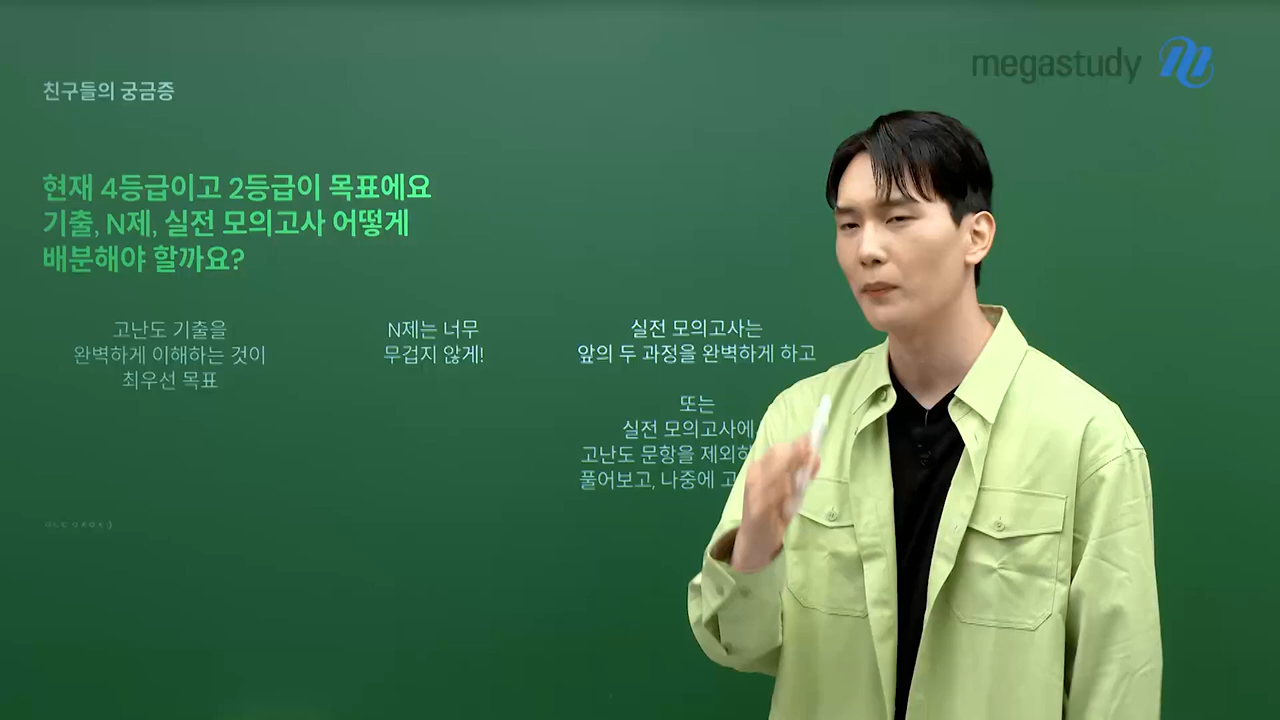 megastudy
친구들의 궁금증
현재 4등급이고 2등급이 목표에요
기출, N제, 실전 모의고사 어떻게
배분해야 할까요?
고난도 기출을
완벽하게 이해하는 것이
최우선 목표
N제는 너무
무겁지 않게!
실전 모의고사는
앞의 두 과정을 완벽하게 하고
또는
실전 모의고사에
고난도 문항을
풀어보고, 나중에